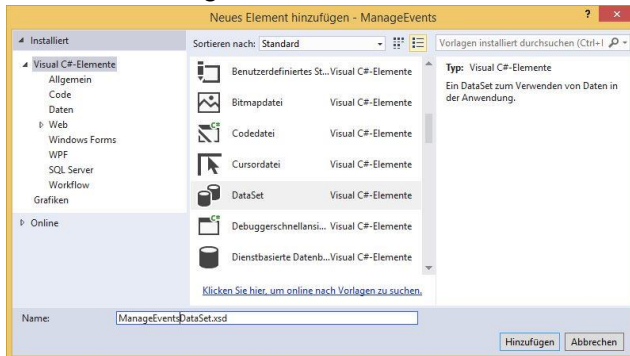 Neues Element hinzufügen - ManageEvents
? ×
Installiert
Sortieren nach: Standard
Vorlagen installiert durchsuchen (Ctrl+I
Visual C#-Elemente
Allgemein
Code
Daten
Web
Windows Forms
WPF
SQL Server
Workflow
Grafiken
Online
Benutzerdefiniertes St... Visual C#-Elemente
Bitmapdatei Visual C#-Elemente
Codedatei Visual C#-Elemente
Cursordatei Visual C#-Elemente
DataSet Visual C#-Elemente
Debuggerschnellansi... Visual C#-Elemente
Dienstbasierte Datenb... Visual C#-Elemente
Klicken Sie hier, um online nach Vorlagen zu suchen.
Typ: Visual C#-Elemente
Ein DataSet zum Verwenden von Daten in
der Anwendung.
Name: ManageEventsDataSet.xsd
Hinzufügen Abbrechen